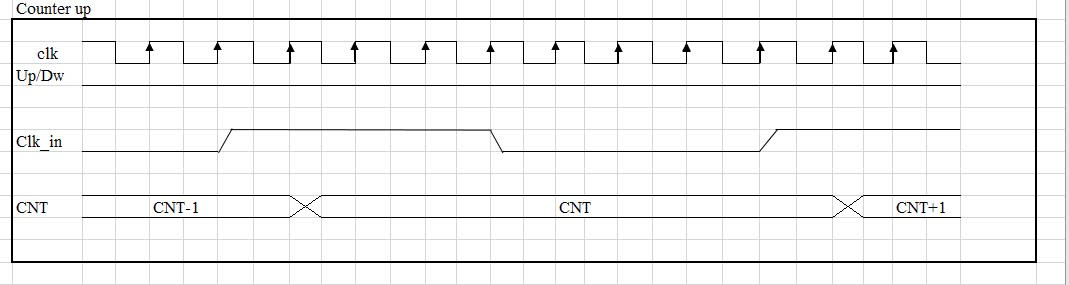 Counter up
clk
Up/Dw
Clk_in
CNT CNT-1 CNT CNT+1